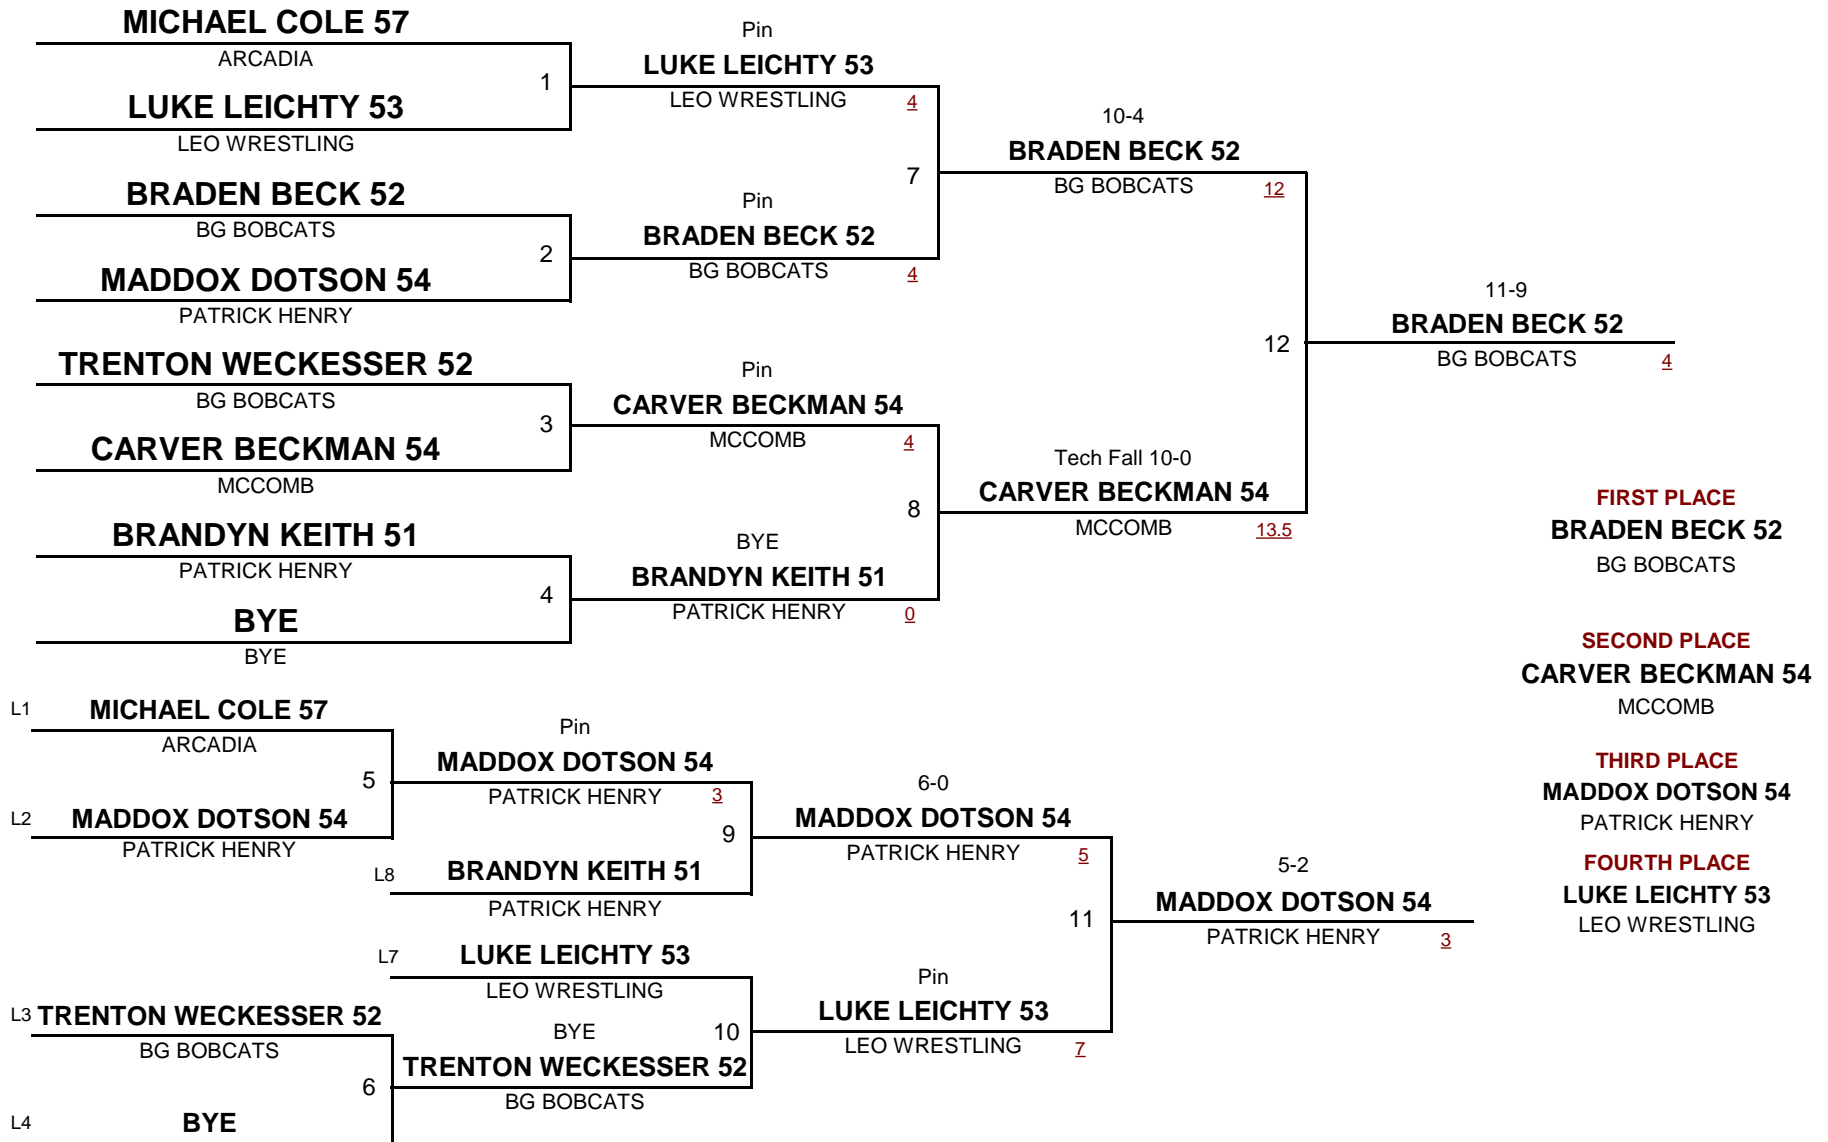 MICHAEL COLE 57
ARCADIA
1
LUKE LEICHTY 53
LEO WRESTLING
Pin
LUKE LEICHTY 53
LEO WRESTLING 4
BRADEN BECK 52
BG BOBCATS
2
MADDOX DOTSON 54
PATRICK HENRY
Pin
BRADEN BECK 52
BG BOBCATS 4
7
10-4
BRADEN BECK 52
BG BOBCATS 12
TRENTON WECKESSER 52
BG BOBCATS
3
CARVER BECKMAN 54
MCCOMB
Pin
CARVER BECKMAN 54
MCCOMB 4
BRANDYN KEITH 51
PATRICK HENRY
4
BYE
BYE
BYE
BRANDYN KEITH 51
PATRICK HENRY 0
8
Tech Fall 10-0
CARVER BECKMAN 54
MCCOMB 13.5
12
11-9
BRADEN BECK 52
BG BOBCATS 4
FIRST PLACE
BRADEN BECK 52
BG BOBCATS
SECOND PLACE
CARVER BECKMAN 54
MCCOMB
THIRD PLACE
MADDOX DOTSON 54
PATRICK HENRY
FOURTH PLACE
LUKE LEICHTY 53
LEO WRESTLING
L1 MICHAEL COLE 57
ARCADIA
5
L2 MADDOX DOTSON 54
PATRICK HENRY
Pin
MADDOX DOTSON 54
PATRICK HENRY 3
9
L8 BRANDYN KEITH 51
PATRICK HENRY
6-0
MADDOX DOTSON 54
PATRICK HENRY 5
L7 LUKE LEICHTY 53
LEO WRESTLING
L3 TRENTON WECKESSER 52
BG BOBCATS
6
L4 BYE
BYE
10
TRENTON WECKESSER 52
BG BOBCATS
Pin
LUKE LEICHTY 53
LEO WRESTLING 7
11
5-2
MADDOX DOTSON 54
PATRICK HENRY 3